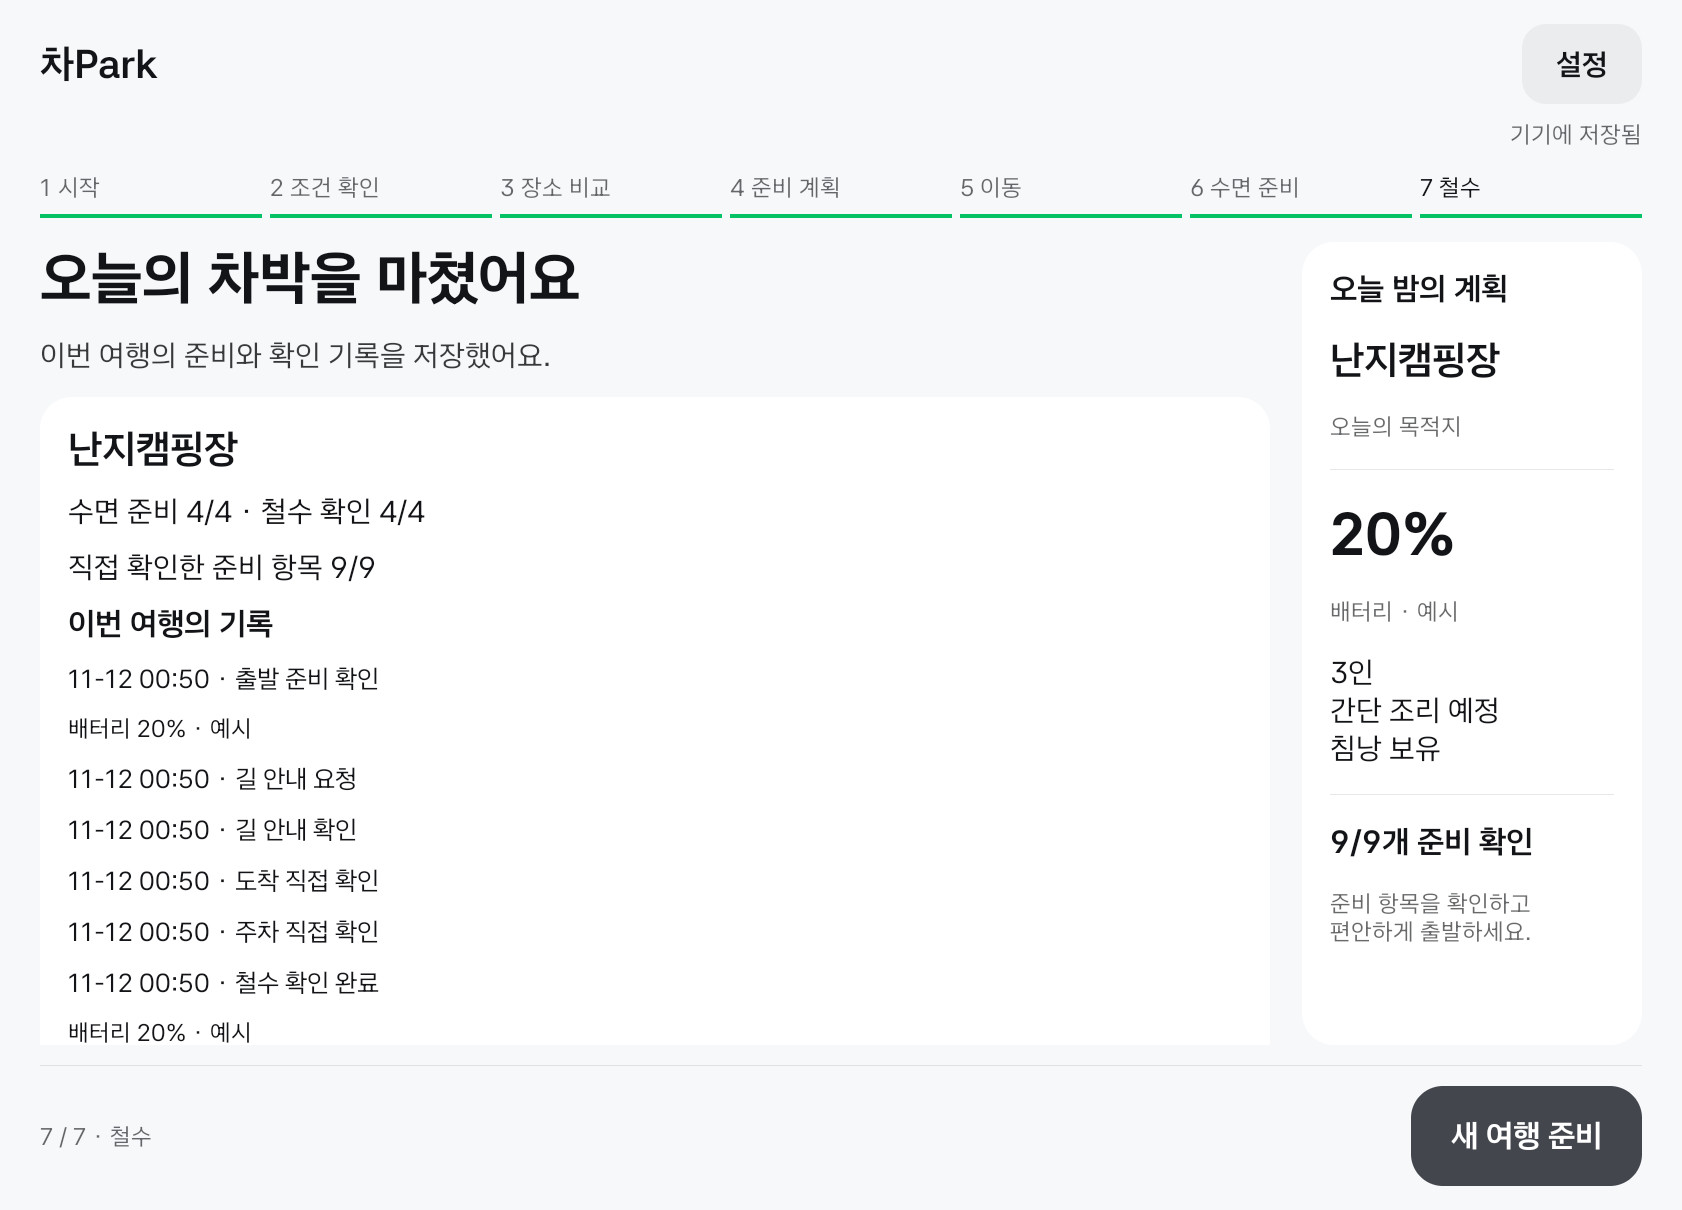 차Park
설정
기기에 저장됨
1 시작
2 조건 확인
3 장소 비교
4 준비 계획
5 이동
6 수면 준비
7 철수
오늘의 차박을 마쳤어요
이번 여행의 준비와 확인 기록을 저장했어요.
난지캠핑장
수면 준비 4/4 · 철수 확인 4/4
직접 확인한 준비 항목 9/9
이번 여행의 기록
11-12 00:50 · 출발 준비 확인
배터리 20% · 예시
11-12 00:50 · 길 안내 요청
11-12 00:50 · 길 안내 확인
11-12 00:50 · 도착 직접 확인
11-12 00:50 · 주차 직접 확인
11-12 00:50 · 철수 확인 완료
배터리 20% · 예시
오늘 밤의 계획
난지캠핑장
오늘의 목적지
20%
배터리 · 예시
3인
간단 조리 예정
침낭 보유
9/9개 준비 확인
준비 항목을 확인하고
편안하게 출발하세요.
7 / 7 · 철수
새 여행 준비